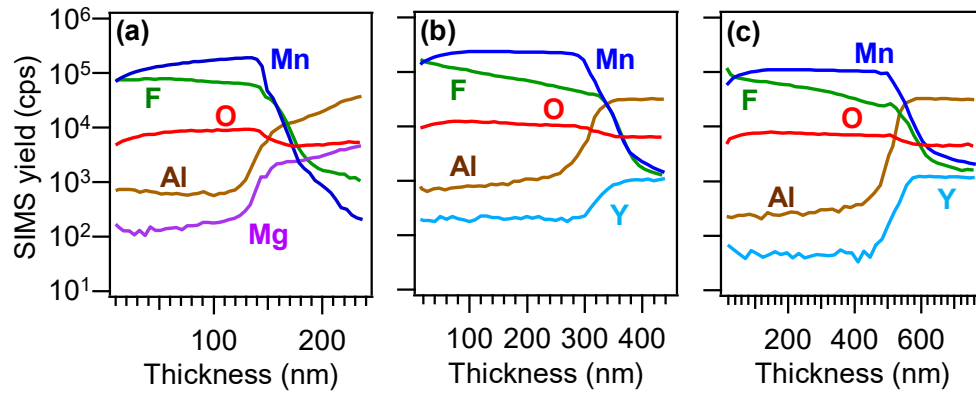 SIMS yield (cps)
10⁶
10⁵
10⁴
10³
10²
10¹
(a)
Mn
F
O
Al
Mg
100
200
Thickness (nm)
(b)
Mn
F
O
Al
Y
100 200 300 400
Thickness (nm)
(c)
Mn
F
O
Al
Y
200 400 600
Thickness (nm)